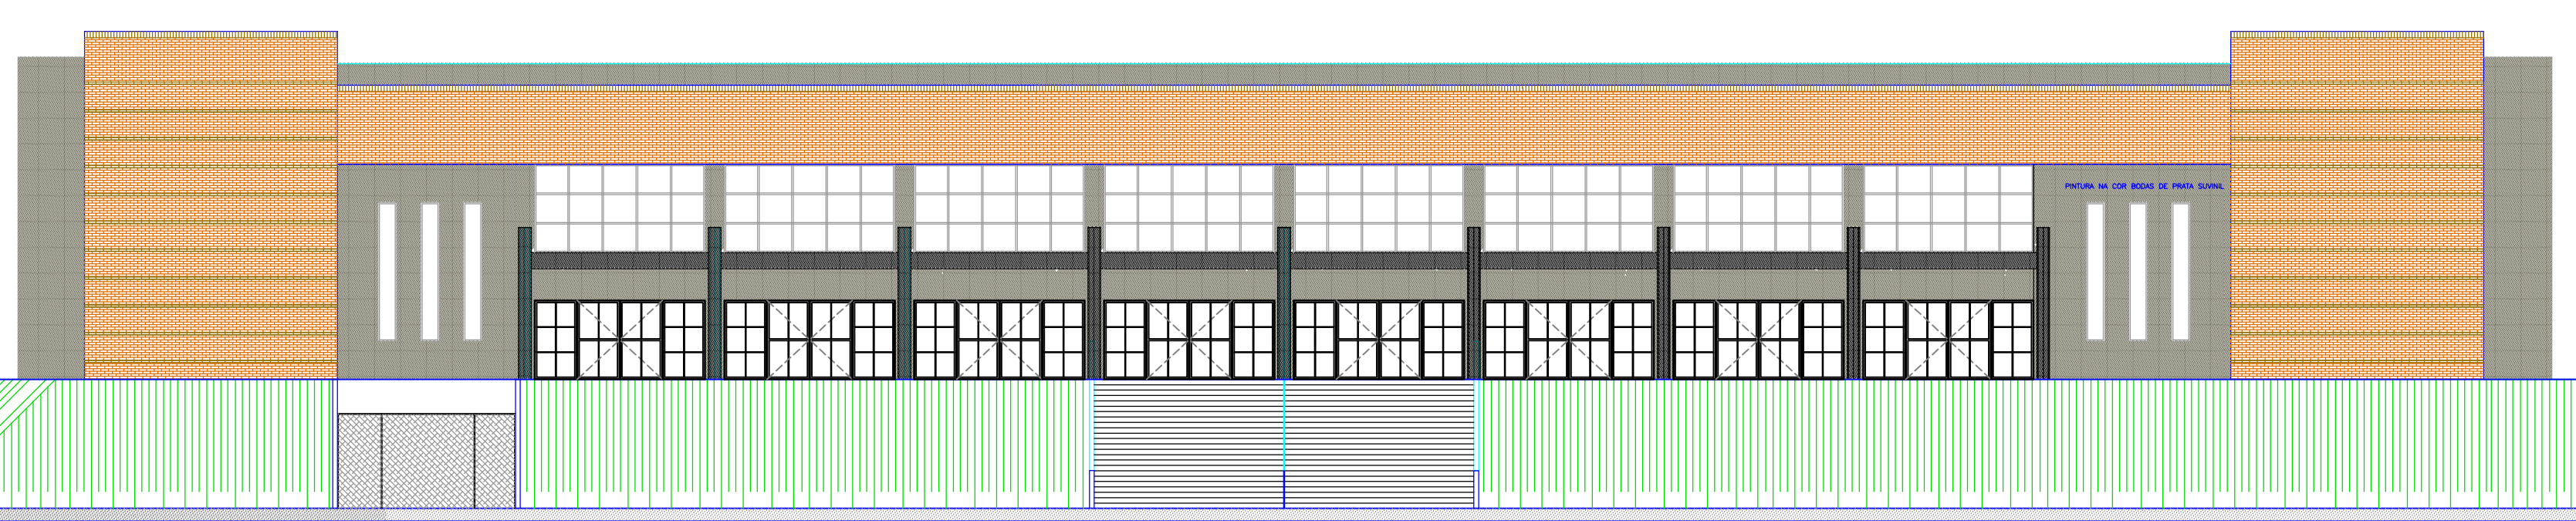 PINTURA NA COR BODAS DE PRATA SUVINIL